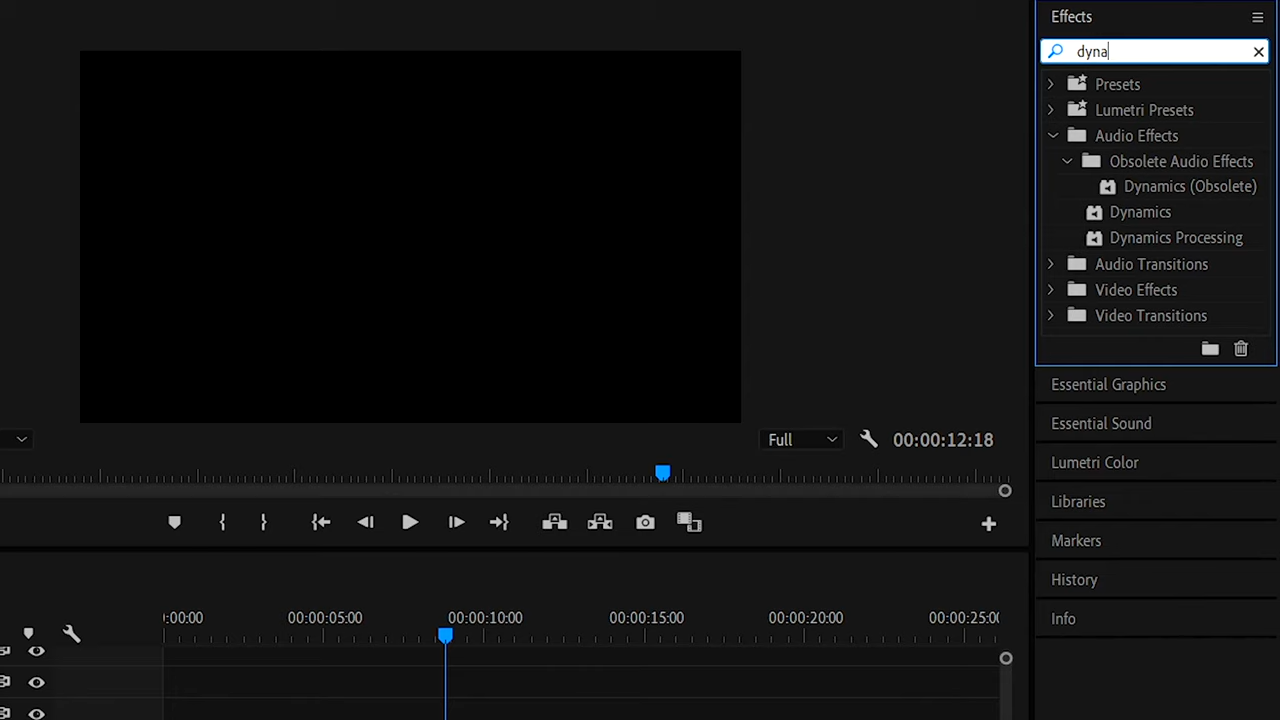 Effects
dyna
Presets
Lumetri Presets
Audio Effects
Obsolete Audio Effects
Dynamics (Obsolete)
Dynamics
Dynamics Processing
Audio Transitions
Video Effects
Video Transitions
Essential Graphics
Essential Sound
Lumetri Color
Libraries
Markers
History
Info
Full
00:00:12:18
:00:00
00:00:05:00
00:00:10:00
00:00:15:00
00:00:20:00
00:00:25:00